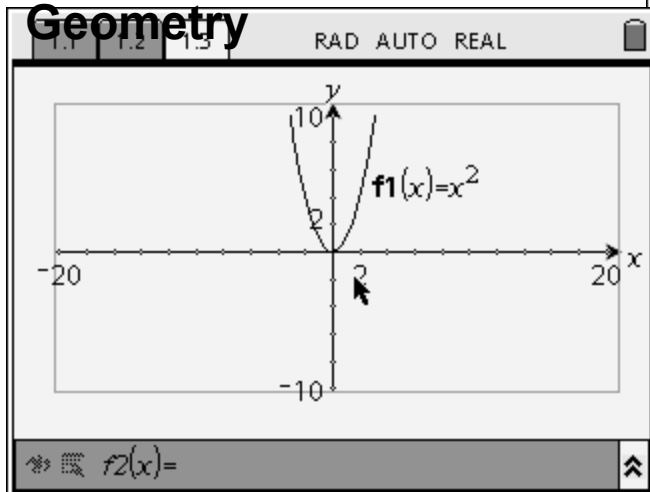 Geometry
1.1 1.2 1.3 RAD AUTO REAL
y
10
f1(x)=x²
2
-20 2 20 x
-10
f2(x)=